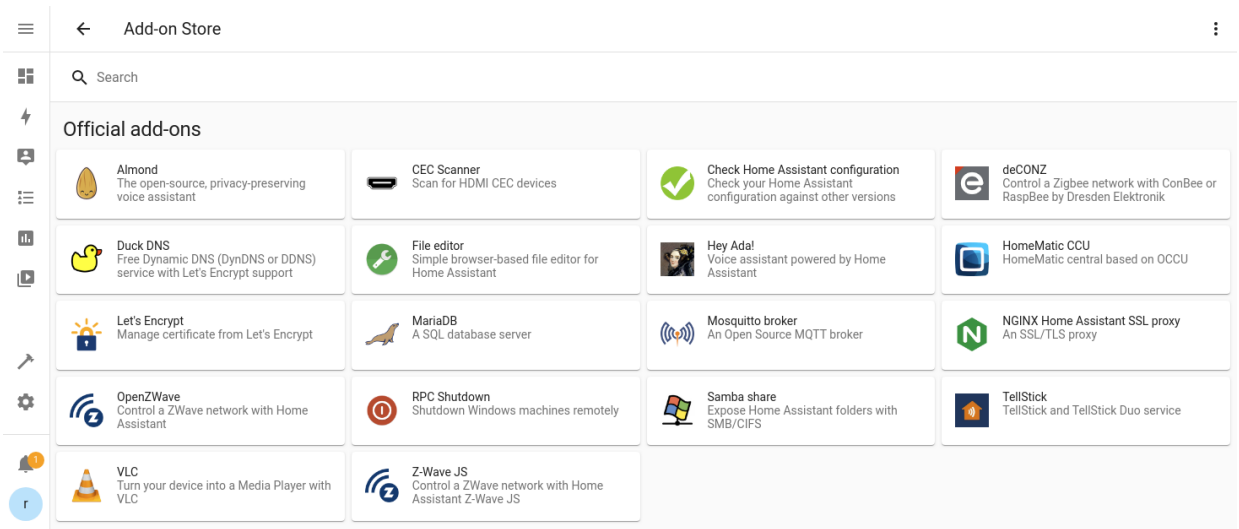 Add-on Store
Search
Official add-ons
Almond
The open-source, privacy-preserving
voice assistant
CEC Scanner
Scan for HDMI CEC devices
Check Home Assistant configuration
Check your Home Assistant
configuration against other versions
deCONZ
Control a Zigbee network with ConBee or
RaspBee by Dresden Elektronik
Duck DNS
Free Dynamic DNS (DynDNS or DDNS)
service with Let's Encrypt support
File editor
Simple browser-based file editor for
Home Assistant
Hey Ada!
Voice assistant powered by Home
Assistant
HomeMatic CCU
HomeMatic central based on OCCU
Let's Encrypt
Manage certificate from Let's Encrypt
MariaDB
A SQL database server
Mosquitto broker
An Open Source MQTT broker
N
NGINX Home Assistant SSL proxy
An SSL/TLS proxy
Z
OpenZWave
Control a ZWave network with Home
Assistant
RPC Shutdown
Shutdown Windows machines remotely
Samba share
Expose Home Assistant folders with
SMB/CIFS
TellStick
TellStick and TellStick Duo service
VLC
Turn your device into a Media Player with
VLC
Z
Z-Wave JS
Control a ZWave network with Home
Assistant Z-Wave JS
1
r